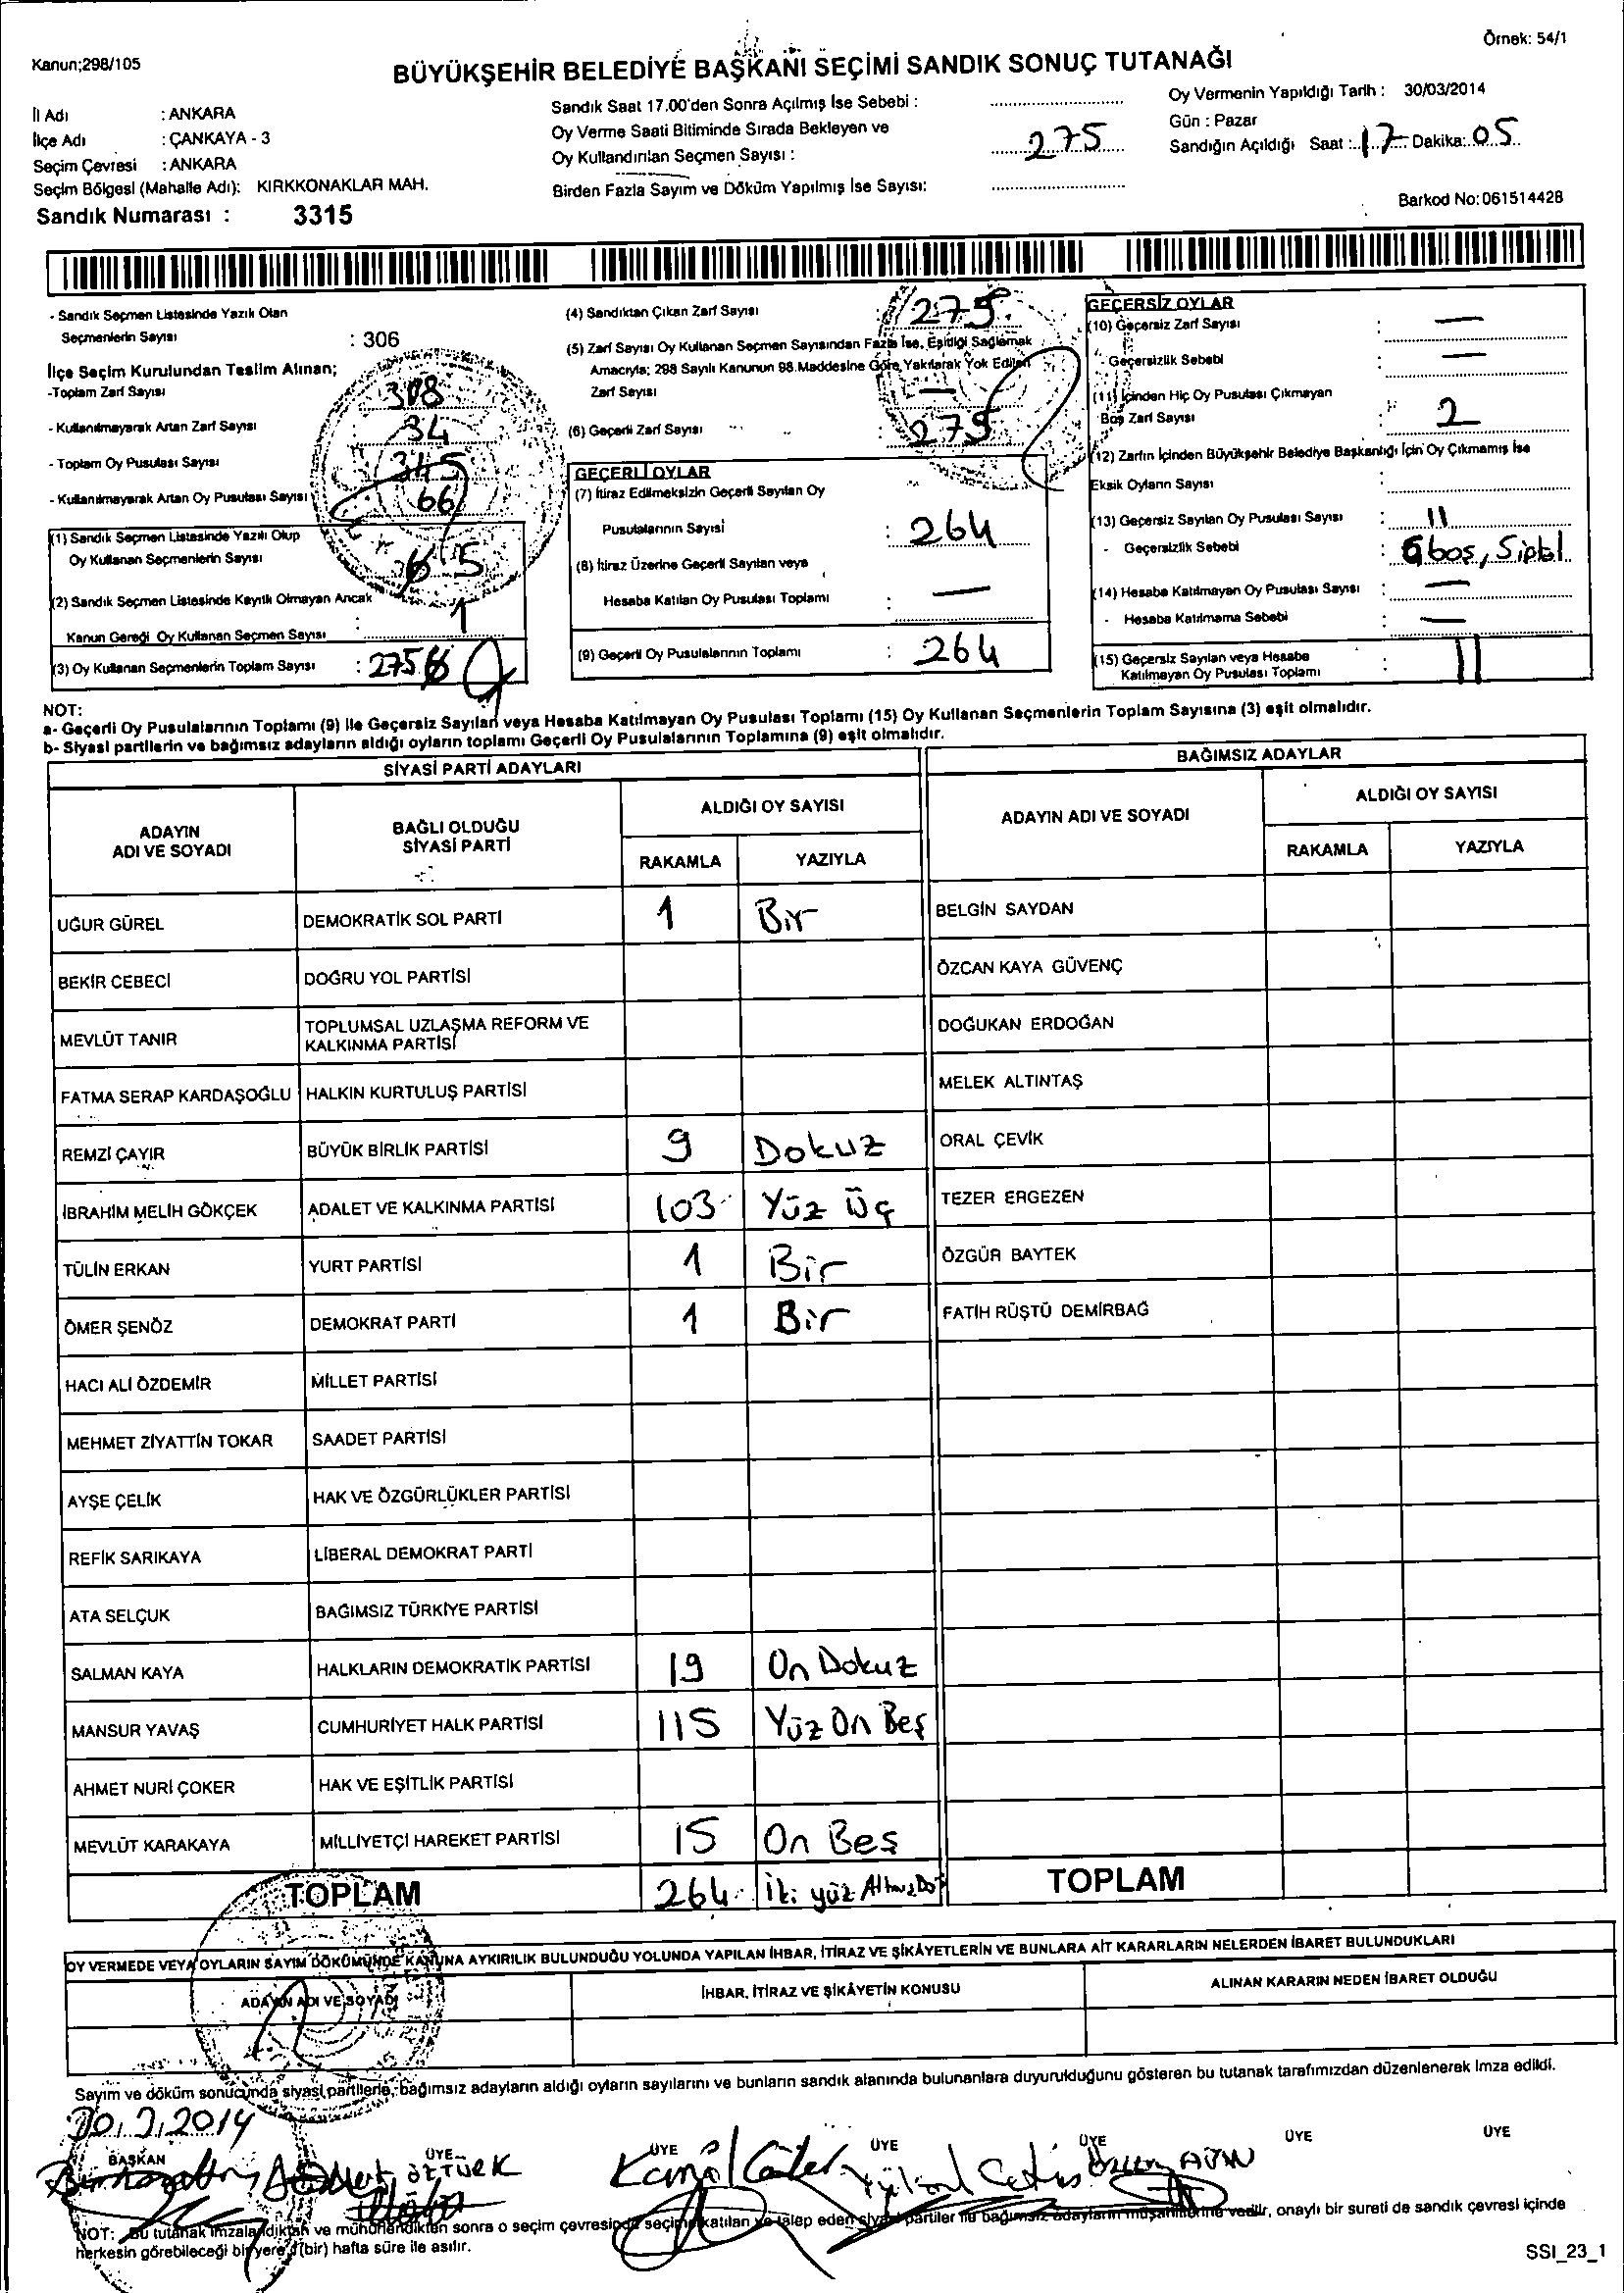 Örnek: 54/1
Kanun;298/105
BÜYÜKŞEHİR BELEDİYE BAŞKANI SEÇİMİ SANDIK SONUÇ TUTANAĞI
İl Adı : ANKARA
İlçe Adı : ÇANKAYA - 3
Seçim Çevresi : ANKARA
Seçim Bölgesi (Mahalle Adı): KIRKKONAKLAR MAH.
Sandık Numarası : 3315
Sandık Saat 17.00'den Sonra Açılmış İse Sebebi :
Oy Verme Saati Bitiminde Sırada Bekleyen ve
Oy Kullandırılan Seçmen Sayısı : 275
Birden Fazla Sayım ve Döküm Yapılmış İse Sayısı:
Oy Vermenin Yapıldığı Tarih : 30/03/2014
Gün : Pazar
Sandığın Açıldığı Saat : 17 Dakika: 05
Barkod No: 061514428
- Sandık Seçmen Listesinde Yazılı Olan
Seçmenlerin Sayısı : 306
İlçe Seçim Kurulundan Teslim Alınan;
-Toplam Zarf Sayısı 308
- Kullanılmayarak Artan Zarf Sayısı 34
- Toplam Oy Pusulası Sayısı 345
- Kullanılmayarak Artan Oy Pusulası Sayısı 66
(1) Sandık Seçmen Listesinde Yazılı Olup
Oy Kullanan Seçmenlerin Sayısı
(2) Sandık Seçmen Listesinde Kayıtlı Olmayan Ancak
Kanun Gereği Oy Kullanan Seçmen Sayısı : 1
(3) Oy Kullanan Seçmenlerin Toplam Sayısı : 275
(4) Sandıktan Çıkan Zarf Sayısı 275
(5) Zarf Sayısı Oy Kullanan Seçmen Sayısından Fazla İse, Eşitliği Sağlamak
Amacıyla; 298 Sayılı Kanunun 98.Maddesine Göre Yakılarak Yok Edilen
Zarf Sayısı —
(6) Geçerli Zarf Sayısı : 275
GEÇERLİ OYLAR
(7) İtiraz Edilmeksizin Geçerli Sayılan Oy
Pusulalarının Sayısı : 264
(8) İtiraz Üzerine Geçerli Sayılan veya
Hesaba Katılan Oy Pusulası Toplamı : —
(9) Geçerli Oy Pusulalarının Toplamı : 264
GEÇERSİZ OYLAR
(10) Geçersiz Zarf Sayısı : —
- Geçersizlik Sebebi : —
(11) İçinden Hiç Oy Pusulası Çıkmayan
Boş Zarf Sayısı : 2
(12) Zarfın İçinden Büyükşehir Belediye Başkanlığı İçin Oy Çıkmamış İse
Eksik Oyların Sayısı :
(13) Geçersiz Sayılan Oy Pusulası Sayısı : 11
- Geçersizlik Sebebi : 6 boş, 5 iptal
(14) Hesaba Katılmayan Oy Pusulası Sayısı : —
- Hesaba Katılmama Sebebi : —
(15) Geçersiz Sayılan veya Hesaba
Katılmayan Oy Pusulası Toplamı : 11
NOT:
a- Geçerli Oy Pusulalarının Toplamı (9) ile Geçersiz Sayılan veya Hesaba Katılmayan Oy Pusulası Toplamı (15) Oy Kullanan Seçmenlerin Toplam Sayısına (3) eşit olmalıdır.
b- Siyasi partilerin ve bağımsız adayların aldığı oyların toplamı Geçerli Oy Pusulalarının Toplamına (9) eşit olmalıdır.
SİYASİ PARTİ ADAYLARI
ADAYIN ADI VE SOYADI BAĞLI OLDUĞU SİYASİ PARTİ ALDIĞI OY SAYISI
RAKAMLA YAZIYLA
UĞUR GÜREL DEMOKRATİK SOL PARTİ 1 Bir
BEKİR CEBECİ DOĞRU YOL PARTİSİ
MEVLÜT TANIR TOPLUMSAL UZLAŞMA REFORM VE KALKINMA PARTİSİ
FATMA SERAP KARDAŞOĞLU HALKIN KURTULUŞ PARTİSİ
REMZİ ÇAYIR BÜYÜK BİRLİK PARTİSİ 9 Dokuz
İBRAHİM MELİH GÖKÇEK ADALET VE KALKINMA PARTİSİ 103 Yüz Üç
TÜLİN ERKAN YURT PARTİSİ 1 Bir
ÖMER ŞENÖZ DEMOKRAT PARTİ 1 Bir
HACI ALİ ÖZDEMİR MİLLET PARTİSİ
MEHMET ZİYATTİN TOKAR SAADET PARTİSİ
AYŞE ÇELİK HAK VE ÖZGÜRLÜKLER PARTİSİ
REFİK SARIKAYA LİBERAL DEMOKRAT PARTİ
ATA SELÇUK BAĞIMSIZ TÜRKİYE PARTİSİ
SALMAN KAYA HALKLARIN DEMOKRATİK PARTİSİ 19 On Dokuz
MANSUR YAVAŞ CUMHURİYET HALK PARTİSİ 115 Yüz On Beş
AHMET NURİ ÇOKER HAK VE EŞİTLİK PARTİSİ
MEVLÜT KARAKAYA MİLLİYETÇİ HAREKET PARTİSİ 15 On Beş
TOPLAM 264 İki yüz Altmış Dö
BAĞIMSIZ ADAYLAR
ADAYIN ADI VE SOYADI ALDIĞI OY SAYISI
RAKAMLA YAZIYLA
BELGİN SAYDAN
ÖZCAN KAYA GÜVENÇ
DOĞUKAN ERDOĞAN
MELEK ALTINTAŞ
ORAL ÇEVİK
TEZER ERGEZEN
ÖZGÜR BAYTEK
FATİH RÜŞTÜ DEMİRBAĞ
TOPLAM
OY VERMEDE VEYA OYLARIN SAYIM DÖKÜMÜNDE KANUNA AYKIRILIK BULUNDUĞU YOLUNDA YAPILAN İHBAR, İTİRAZ VE ŞİKÂYETLERİN VE BUNLARA AİT KARARLARIN NELERDEN İBARET BULUNDUKLARI
ADAYIN ADI VE SOYADI İHBAR, İTİRAZ VE ŞİKÂYETİN KONUSU ALINAN KARARIN NEDEN İBARET OLDUĞU
Sayım ve döküm sonucunda siyasi partilerle, bağımsız adayların aldığı oyların sayılarını ve bunların sandık alanında bulunanlara duyurulduğunu gösteren bu tutanak tarafımızdan düzenlenerek imza edildi.
30.3.2014
BAŞKAN ÜYE ÜYE ÜYE ÜYE ÜYE ÜYE
ÖZTÜRK Kamil
NOT: Bu tutanak imzalandıktan ve mühürlendikten sonra o seçim çevresinde seçime katılan ve talep eden siyasi partiler ile bağımsız adayların müşahitlerine verilir, onaylı bir sureti de sandık çevresi içinde
herkesin görebileceği bir yere 1 (bir) hafta süre ile asılır.
SSI_23_1